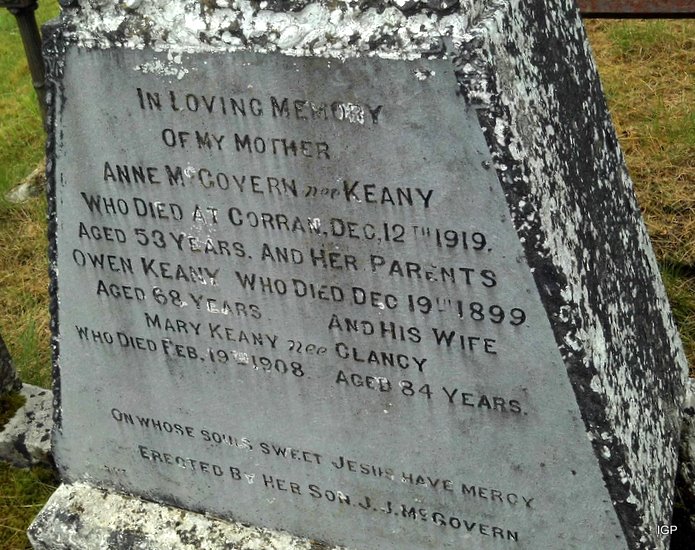 IN LOVING MEMORY
OF MY MOTHER
ANNE McGOVERN nee KEANY
WHO DIED AT CORRAN, DEC, 12TH 1919.
AGED 53 YEARS. AND HER PARENTS
OWEN KEANY WHO DIED DEC 19TH 1899
AGED 68 YEARS AND HIS WIFE
MARY KEANY nee CLANCY
WHO DIED FEB. 19TH 1908 AGED 84 YEARS.
ON WHOSE SOULS SWEET JESUS HAVE MERCY
ERECTED BY HER SON. J.J. McGOVERN
IGP